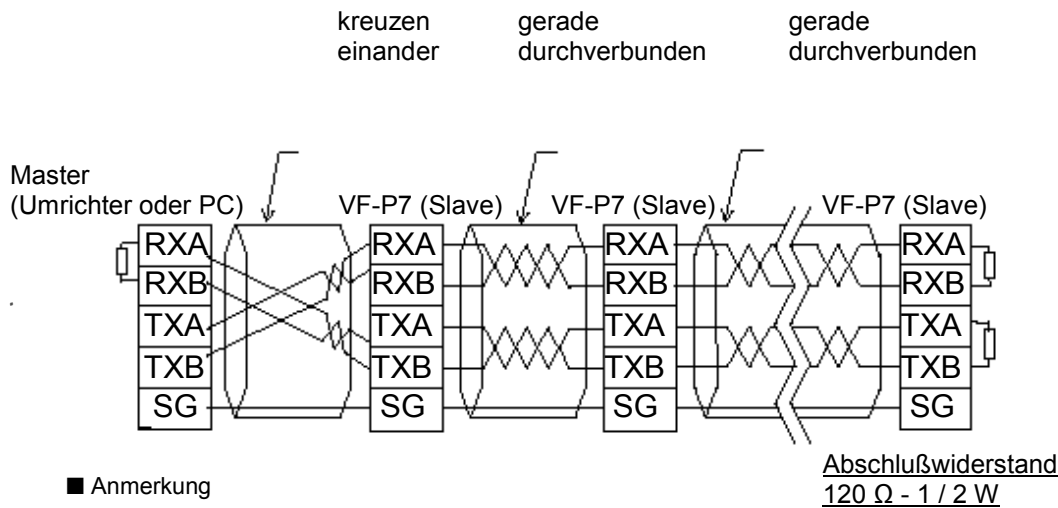 kreuzen
einander
gerade
durchverbunden
gerade
durchverbunden
Master
(Umrichter oder PC)
VF-P7 (Slave)
VF-P7 (Slave)
VF-P7 (Slave)
RXA
RXB
TXA
TXB
SG
RXA
RXB
TXA
TXB
SG
RXA
RXB
TXA
TXB
SG
RXA
RXB
TXA
TXB
SG
■ Anmerkung
Abschlußwiderstand
120 Ω - 1 / 2 W